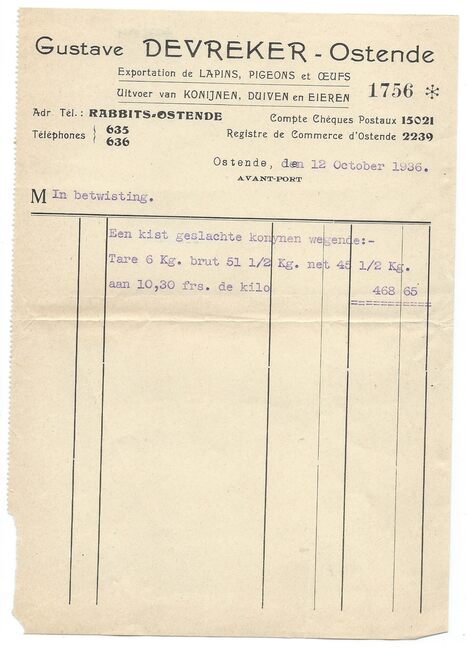 Gustave DEVREKER - Ostende
Exportation de LAPINS, PIGEONS et ŒUFS
Uitvoer van KONIJNEN, DUIVEN en EIEREN
1756 *
Adr Tél.: RABBITS-OSTENDE
Compte Chéques Postaux 15021
Téléphones } 635
636
Registre de Commerce d'Ostende 2239
Ostende, den 12 October 1936.
AVANT-PORT
M In betwisting.
Een kist geslachte konynen wegende:-
Tare 6 Kg. brut 51 1/2 Kg. net 45 1/2 Kg.
aan 10,30 frs. de kilo 468 65